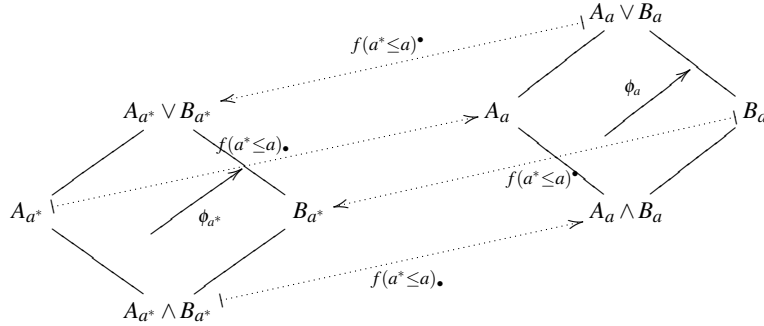 A_a ∨ B_a
f(a* ≤ a)^•
ϕ_a
A_{a*} ∨ B_{a*}
A_a
B_a
f(a* ≤ a)_•
f(a* ≤ a)^•
A_{a*}
ϕ_{a*}
B_{a*}
A_a ∧ B_a
f(a* ≤ a)_•
A_{a*} ∧ B_{a*}